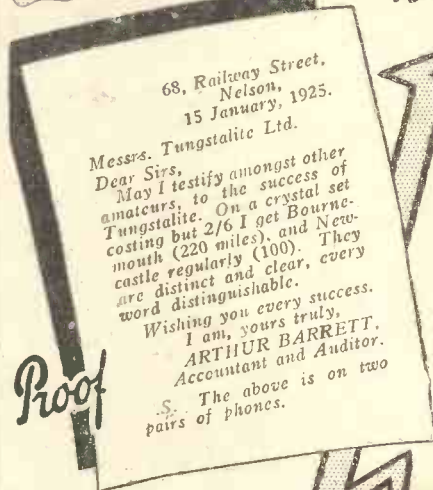 68, Railway Street,
Nelson,
15 January, 1925.
Messrs. Tungstalite Ltd.
Dear Sirs,
May I testify amongst other
amateurs, to the success of
Tungstalite. On a crystal set
costing but 2/6 I get Bourne-
mouth (220 miles), and New-
castle regularly (100). They
are distinct and clear, every
word distinguishable.
Wishing you every success.
I am, yours truly,
ARTHUR BARRETT,
Accountant and Auditor.
.S. The above is on two
pairs of phones.
Proof